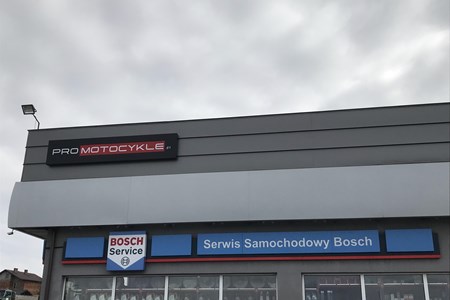 PRO MOTOCYKLE
BOSCH
Service
Serwis Samochodowy Bosch